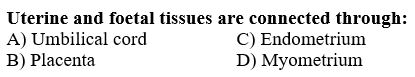 Uterine and foetal tissues are connected through:
A) Umbilical cord C) Endometrium
B) Placenta D) Myometrium